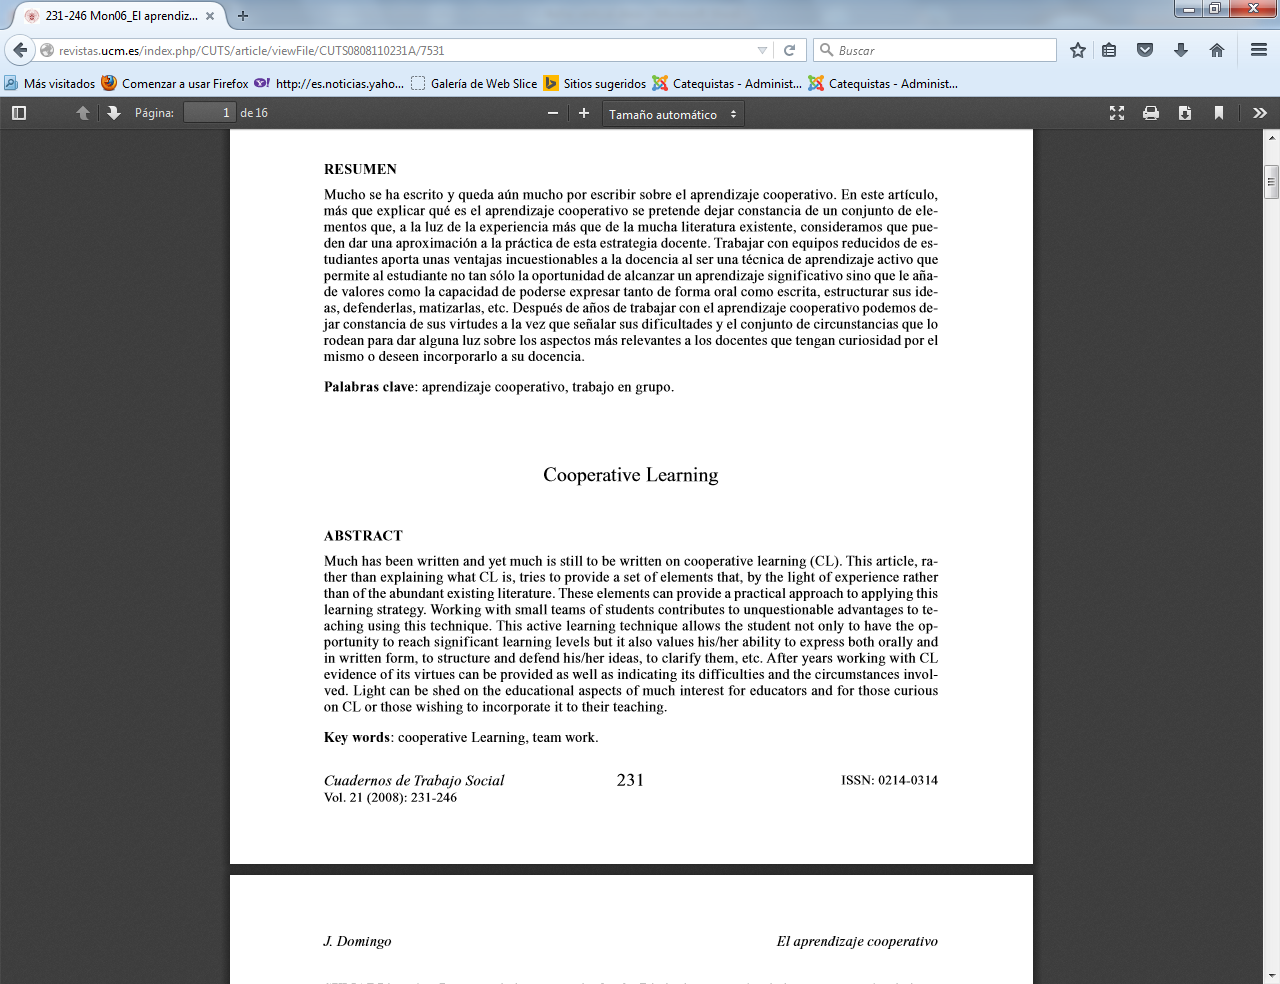 231-246 Mon06_El aprendiz...
revistas.ucm.es/index.php/CUTS/article/viewFile/CUTS0808110231A/7531
Buscar
Más visitados Comenzar a usar Firefox http://es.noticias.yaho... Galería de Web Slice Sitios sugeridos Catequistas - Administ... Catequistas - Administ...
Página: 1 de 16 Tamaño automático
RESUMEN
Mucho se ha escrito y queda aún mucho por escribir sobre el aprendizaje cooperativo. En este artículo,
más que explicar qué es el aprendizaje cooperativo se pretende dejar constancia de un conjunto de ele-
mentos que, a la luz de la experiencia más que de la mucha literatura existente, consideramos que pue-
den dar una aproximación a la práctica de esta estrategia docente. Trabajar con equipos reducidos de es-
tudiantes aporta unas ventajas incuestionables a la docencia al ser una técnica de aprendizaje activo que
permite al estudiante no tan sólo la oportunidad de alcanzar un aprendizaje significativo sino que le aña-
de valores como la capacidad de poderse expresar tanto de forma oral como escrita, estructurar sus ide-
as, defenderlas, matizarlas, etc. Después de años de trabajar con el aprendizaje cooperativo podemos de-
jar constancia de sus virtudes a la vez que señalar sus dificultades y el conjunto de circunstancias que lo
rodean para dar alguna luz sobre los aspectos más relevantes a los docentes que tengan curiosidad por el
mismo o deseen incorporarlo a su docencia.
Palabras clave: aprendizaje cooperativo, trabajo en grupo.
Cooperative Learning
ABSTRACT
Much has been written and yet much is still to be written on cooperative learning (CL). This article, ra-
ther than explaining what CL is, tries to provide a set of elements that, by the light of experience rather
than of the abundant existing literature. These elements can provide a practical approach to applying this
learning strategy. Working with small teams of students contributes to unquestionable advantages to te-
aching using this technique. This active learning technique allows the student not only to have the op-
portunity to reach significant learning levels but it also values his/her ability to express both orally and
in written form, to structure and defend his/her ideas, to clarify them, etc. After years working with CL
evidence of its virtues can be provided as well as indicating its difficulties and the circumstances invol-
ved. Light can be shed on the educational aspects of much interest for educators and for those curious
on CL or those wishing to incorporate it to their teaching.
Key words: cooperative Learning, team work.
Cuadernos de Trabajo Social 231 ISSN: 0214-0314
Vol. 21 (2008): 231-246
J. Domingo El aprendizaje cooperativo